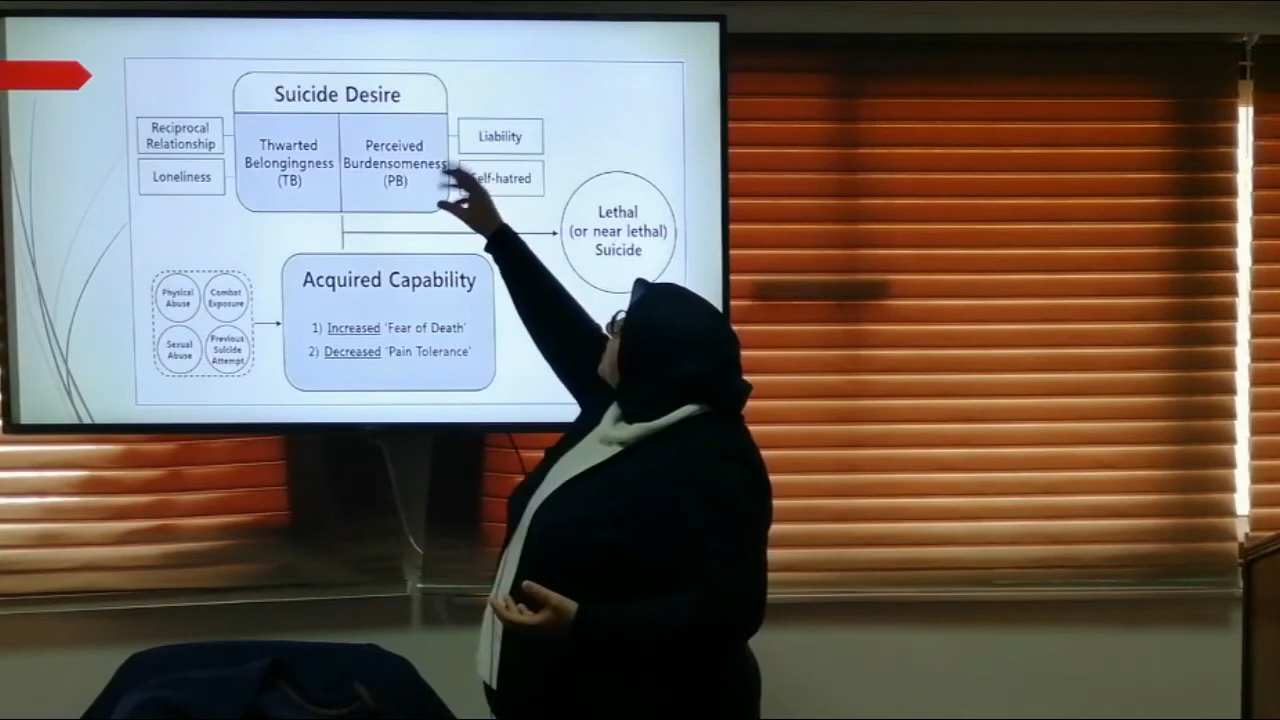 Suicide Desire
Reciprocal
Relationship
Loneliness
Thwarted
Belongingness
(TB)
Perceived
Burdensomeness
(PB)
Liability
Self-hatred
Lethal
(or near lethal)
Suicide
Physical
Abuse
Combat
Exposure
Sexual
Abuse
Previous
Suicide
Attempt
Acquired Capability
1) Increased 'Fear of Death'
2) Decreased 'Pain Tolerance'